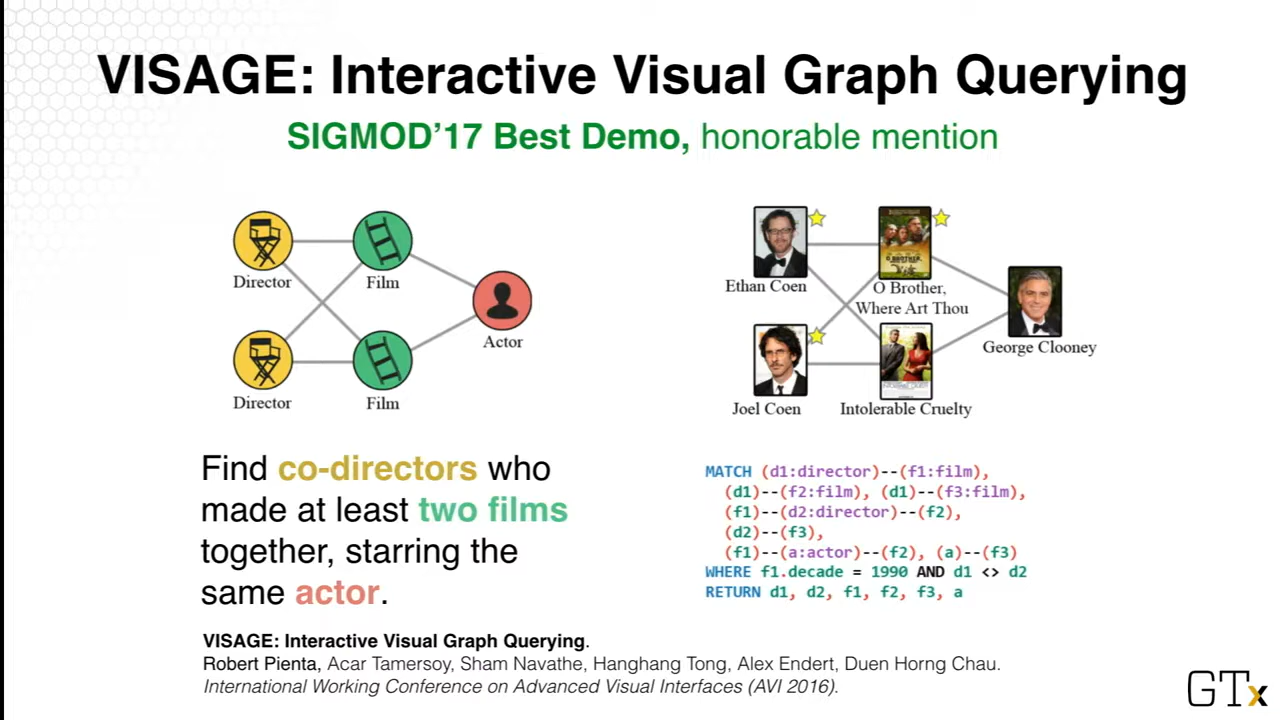 VISAGE: Interactive Visual Graph Querying
SIGMOD'17 Best Demo, honorable mention
Director
Film
Director
Film
Actor
Ethan Coen
O Brother,
Where Art Thou
Joel Coen
Intolerable Cruelty
George Clooney
Find co-directors who
made at least two films
together, starring the
same actor.
MATCH (d1:director)--(f1:film),
(d1)--(f2:film), (d1)--(f3:film),
(f1)--(d2:director)--(f2),
(d2)--(f3),
(f1)--(a:actor)--(f2), (a)--(f3)
WHERE f1.decade = 1990 AND d1 <> d2
RETURN d1, d2, f1, f2, f3, a
VISAGE: Interactive Visual Graph Querying.
Robert Pienta, Acar Tamersoy, Sham Navathe, Hanghang Tong, Alex Endert, Duen Horng Chau.
International Working Conference on Advanced Visual Interfaces (AVI 2016).
GTx